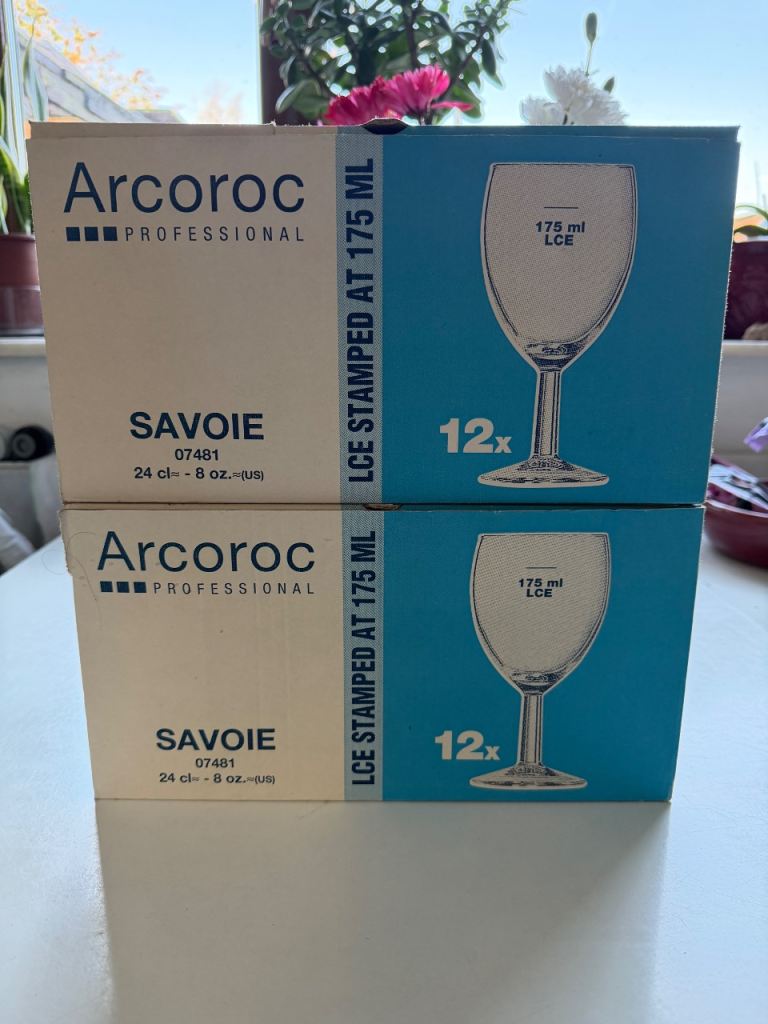 Arcoroc
PROFESSIONAL
SAVOIE
07481
24 cl≈ - 8 oz.≈(US)
LCE STAMPED AT 175 ML
175 ml
LCE
12x
Arcoroc
PROFESSIONAL
SAVOIE
07481
24 cl≈ - 8 oz.≈(US)
LCE STAMPED AT 175 ML
175 ml
LCE
12x